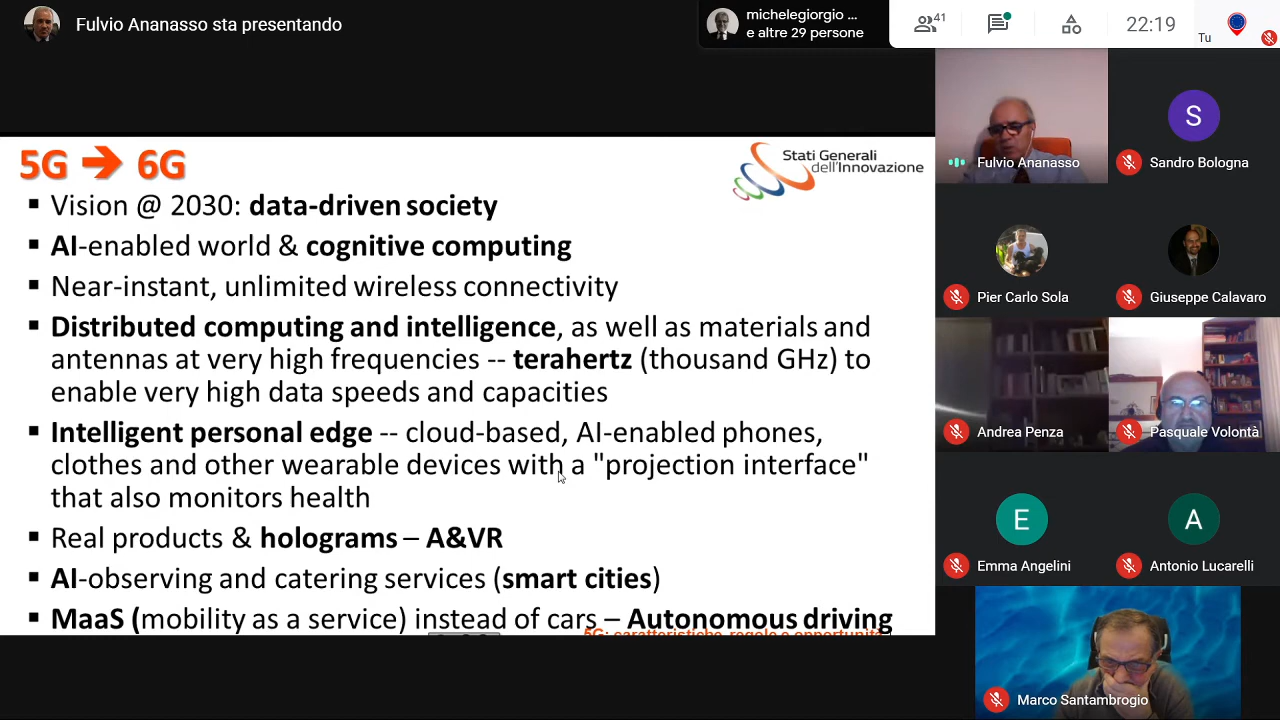 Fulvio Ananasso sta presentando
michelegiorgio ...
e altre 29 persone
41
22:19
Tu
5G → 6G
Stati Generali
dell'Innovazione
▪ Vision @ 2030: data-driven society
▪ AI-enabled world & cognitive computing
▪ Near-instant, unlimited wireless connectivity
▪ Distributed computing and intelligence, as well as materials and
antennas at very high frequencies -- terahertz (thousand GHz) to
enable very high data speeds and capacities
▪ Intelligent personal edge -- cloud-based, AI-enabled phones,
clothes and other wearable devices with a "projection interface"
that also monitors health
▪ Real products & holograms – A&VR
▪ AI-observing and catering services (smart cities)
▪ MaaS (mobility as a service) instead of cars – Autonomous driving
5G: caratteristiche, regole e opportunità
Fulvio Ananasso
S
Sandro Bologna
Pier Carlo Sola
Giuseppe Calavaro
Andrea Penza
Pasquale Volontà
E
Emma Angelini
A
Antonio Lucarelli
Marco Santambrogio